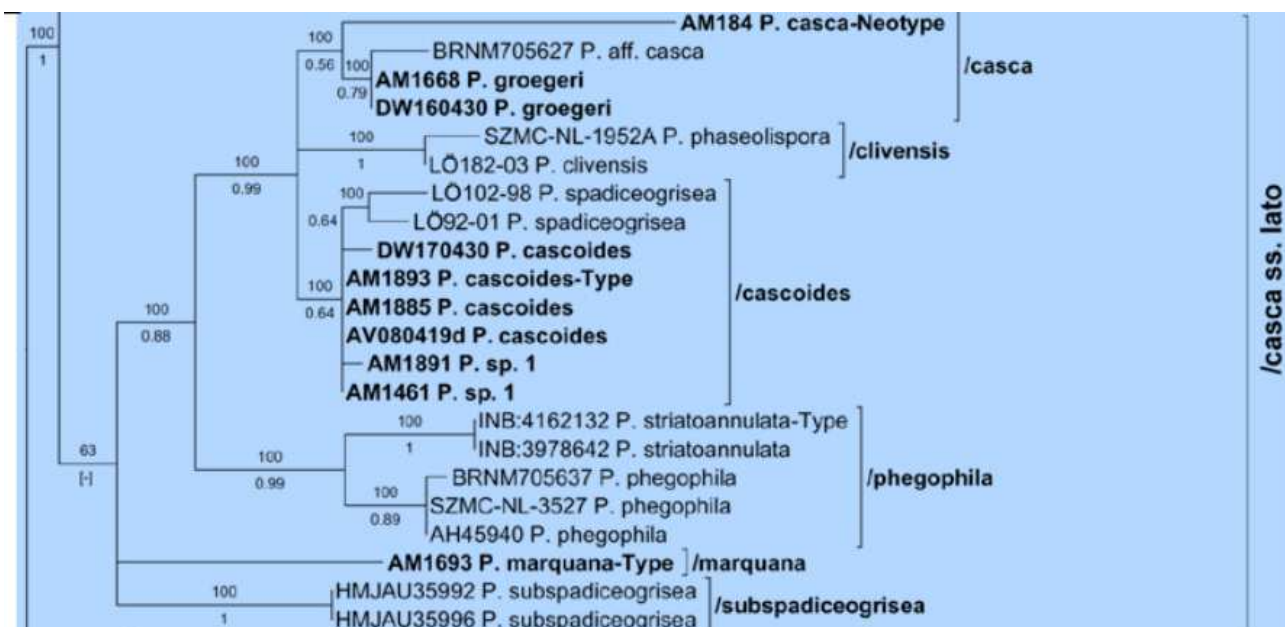 100
1
AM184 P. casca-Neotype
100
0.56
BRNM705627 P. aff. casca
100
0.79
AM1668 P. groegeri
DW160430 P. groegeri
/casca
100
1
SZMC-NL-1952A P. phaseolispora
LÖ182-03 P. clivensis
/clivensis
100
0.99
100
0.64
LÖ102-98 P. spadiceogrisea
LÖ92-01 P. spadiceogrisea
DW170430 P. cascoides
AM1893 P. cascoides-Type
100
0.64
AM1885 P. cascoides
AV080419d P. cascoides
AM1891 P. sp. 1
AM1461 P. sp. 1
/cascoides
100
0.88
100
1
INB:4162132 P. striatoannulata-Type
INB:3978642 P. striatoannulata
100
0.99
BRNM705637 P. phegophila
100
0.89
SZMC-NL-3527 P. phegophila
AH45940 P. phegophila
/phegophila
63
[-]
AM1693 P. marquana-Type
/marquana
100
1
HMJAU35992 P. subspadiceogrisea
HMJAU35996 P. subspadiceogrisea
/subspadiceogrisea
/casca ss. lato